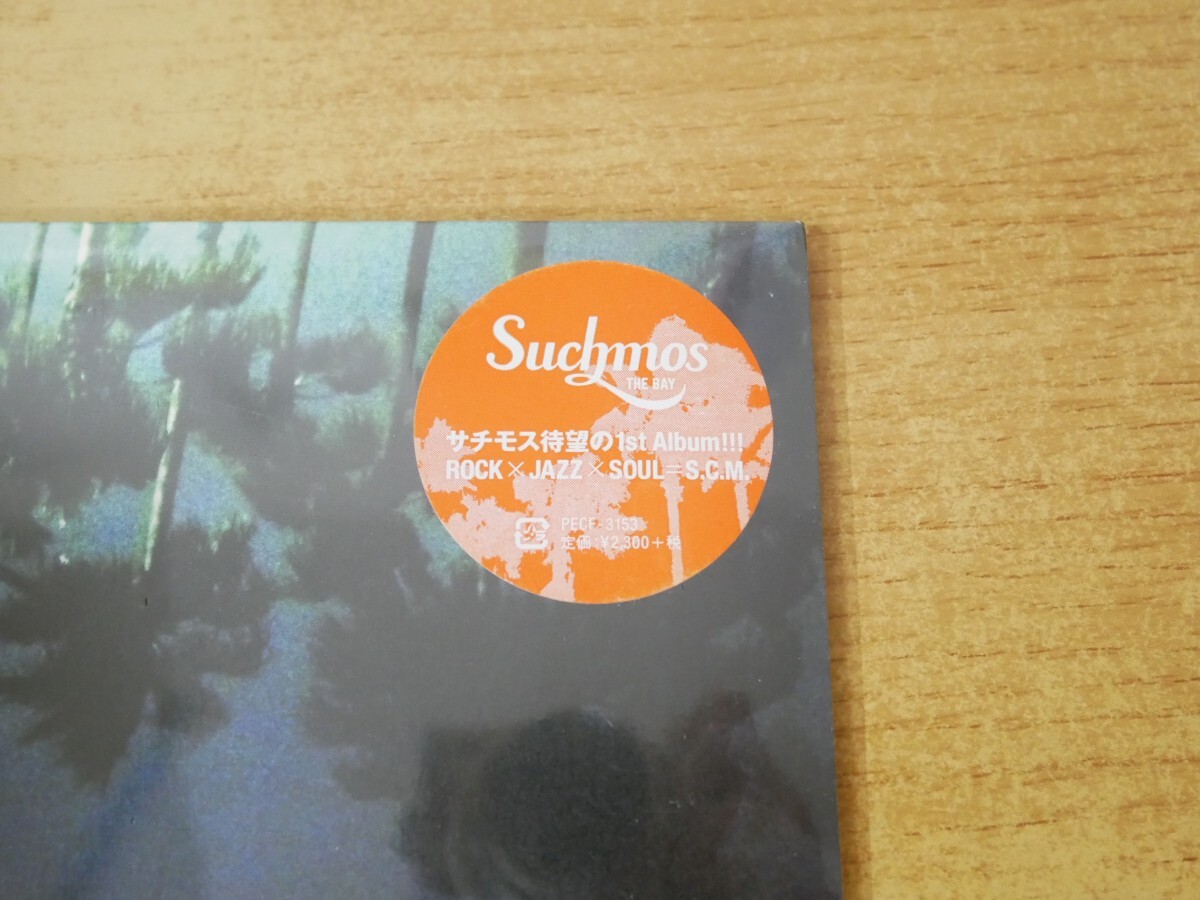 Suchmos
THE BAY
サチモス待望の1st Album!!!
ROCK×JAZZ×SOUL=S.C.M.
PECF-3153
定価:¥2,300+税